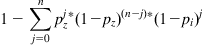 $1 - \sum_{j=0}^{n} p_z^{j*} (1-p_z)^{(n-j)*} (1-p_i)^j$